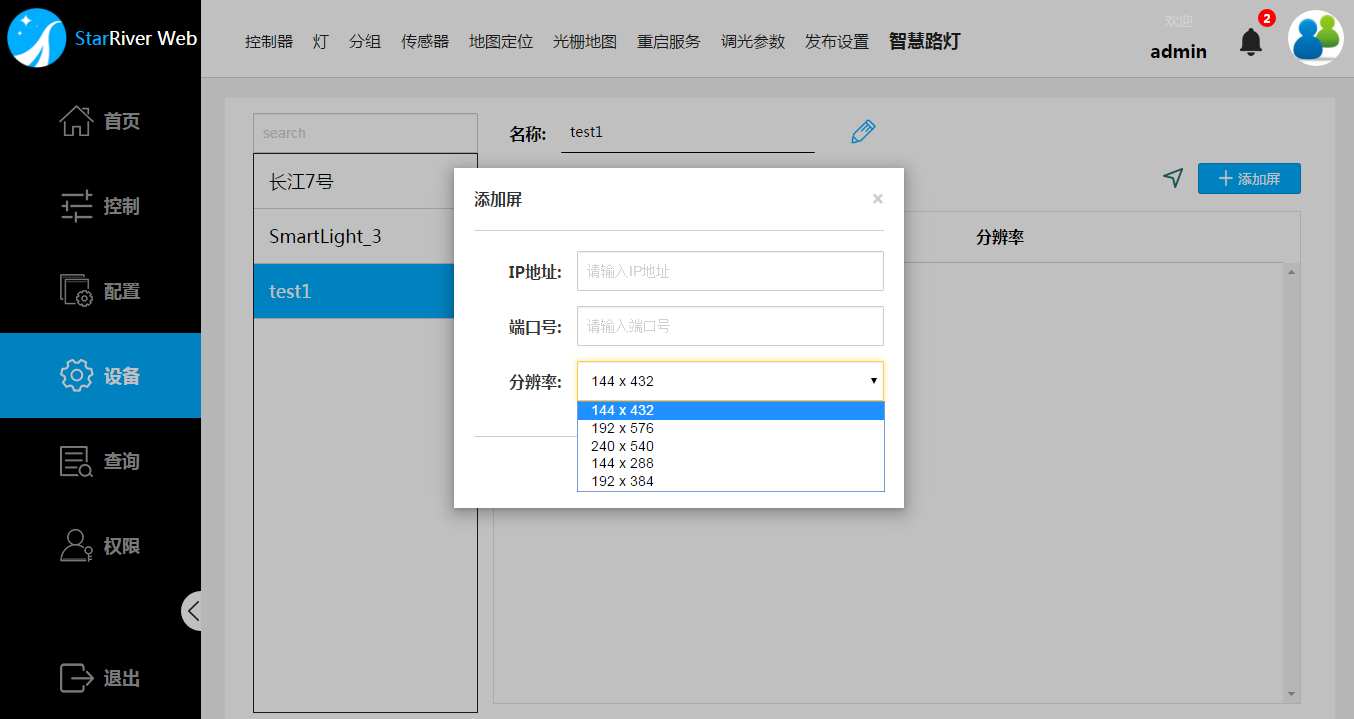 StarRiver Web
控制器 灯 分组 传感器 地图定位 光栅地图 重启服务 调光参数 发布设置 智慧路灯
欢迎
admin
2
首页
控制
配置
设备
查询
权限
退出
search
长江7号
SmartLight_3
test1
名称: test1
添加屏
分辨率
添加屏 ×
IP地址: 请输入IP地址
端口号: 请输入端口号
分辨率: 144 x 432
144 x 432
192 x 576
240 x 540
144 x 288
192 x 384